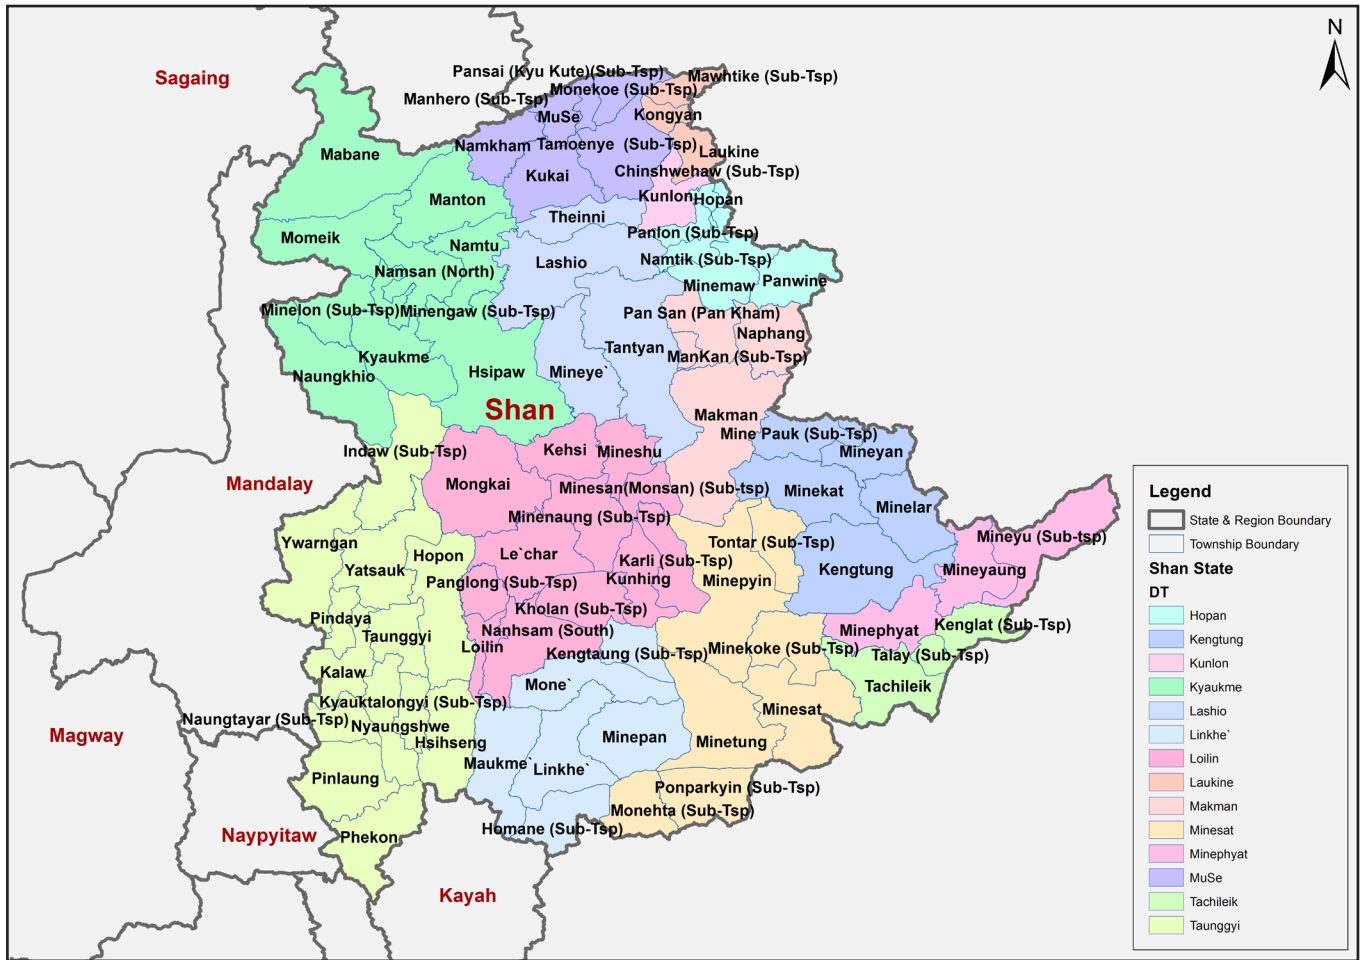 N
Sagaing
Pansai (Kyu Kute)(Sub-Tsp)
Mawhtike (Sub-Tsp)
Monekoe (Sub-Tsp)
Manhero (Sub-Tsp)
MuSe
Kongyan
Namkham
Tamoenye (Sub-Tsp)
Laukine
Mabane
Chinshwehaw (Sub-Tsp)
Kukai
Manton
Kunlon
Hopan
Theinni
Momeik
Panlon (Sub-Tsp)
Namtu
Lashio
Namtik (Sub-Tsp)
Namsan (North)
Minemaw
Panwine
Minelon (Sub-Tsp)
Minengaw (Sub-Tsp)
Pan San (Pan Kham)
Naphang
Tantyan
ManKan (Sub-Tsp)
Kyaukme
Naungkhio
Hsipaw
Mineye`
Shan
Makman
Mine Pauk (Sub-Tsp)
Indaw (Sub-Tsp)
Kehsi
Mineshu
Mineyan
Mandalay
Mongkai
Minesan(Monsan) (Sub-tsp)
Minekat
Minelar
Minenaung (Sub-Tsp)
Ywarngan
Hopon
Le`char
Tontar (Sub-Tsp)
Mineyu (Sub-tsp)
Karli (Sub-Tsp)
Yatsauk
Panglong (Sub-Tsp)
Kunhing
Minepyin
Kengtung
Mineyaung
Kholan (Sub-Tsp)
Pindaya
Taunggyi
Nanhsam (South)
Minephyat
Kenglat (Sub-Tsp)
Loilin
Kengtaung (Sub-Tsp)
Minekoke (Sub-Tsp)
Talay (Sub-Tsp)
Kalaw
Mone`
Tachileik
Kyauktalongyi (Sub-Tsp)
Minesat
Naungtayar (Sub-Tsp)
Nyaungshwe
Magway
Hsihseng
Minepan
Minetung
Maukme`
Linkhe`
Pinlaung
Ponparkyin (Sub-Tsp)
Monehta (Sub-Tsp)
Naypyitaw
Phekon
Homane (Sub-Tsp)
Kayah
Legend
State & Region Boundary
Township Boundary
Shan State
DT
Hopan
Kengtung
Kunlon
Kyaukme
Lashio
Linkhe`
Loilin
Laukine
Makman
Minesat
Minephyat
MuSe
Tachileik
Taunggyi